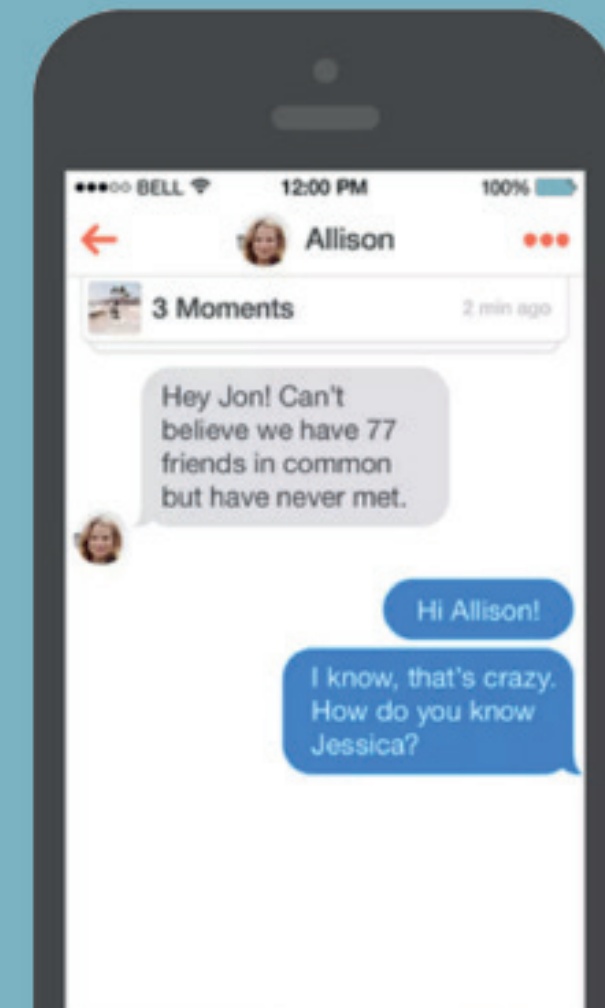 BELL 12:00 PM 100%
Allison
3 Moments 2 min ago
Hey Jon! Can't
believe we have 77
friends in common
but have never met.
Hi Allison!
I know, that's crazy.
How do you know
Jessica?